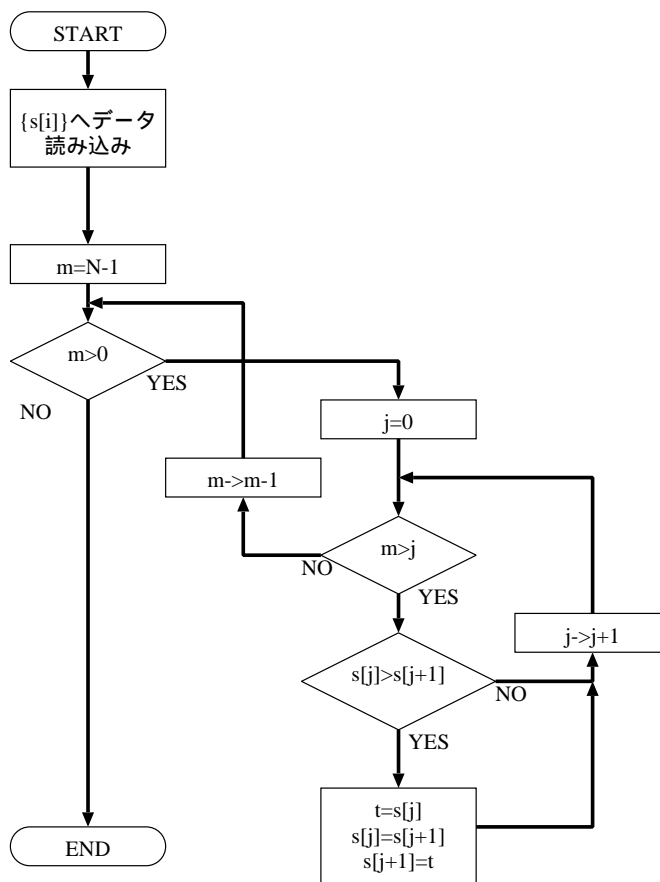 START
{s[i]}へデータ
読み込み
m=N-1
m>0
YES
NO
j=0
m->m-1
m>j
NO
YES
j->j+1
s[j]>s[j+1]
NO
YES
t=s[j]
s[j]=s[j+1]
s[j+1]=t
END